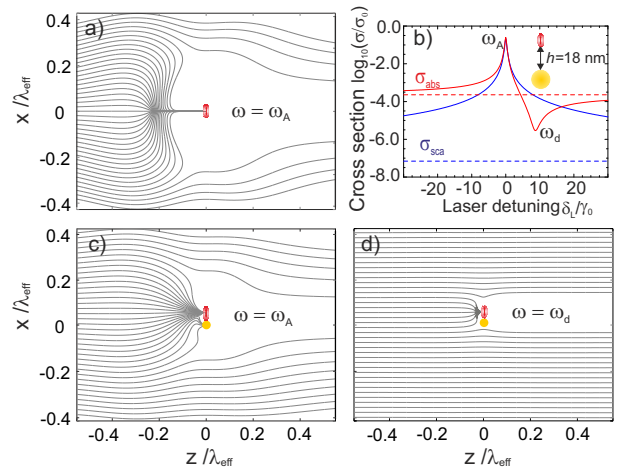 a)
0.4
0.2
0
-0.2
-0.4
x /λeff
ω = ωA
b)
0.0
-2.0
-4.0
-6.0
-8.0
Cross section log10(σ/σ0)
ωA
h=18 nm
σabs
ωd
σsca
-20
0
20
Laser detuning δL/γ0
c)
0.4
0.2
0
-0.2
-0.4
x /λeff
ω = ωA
-0.4
-0.2
0
0.2
0.4
z /λeff
d)
ω = ωd
-0.4
-0.2
0
0.2
0.4
z /λeff